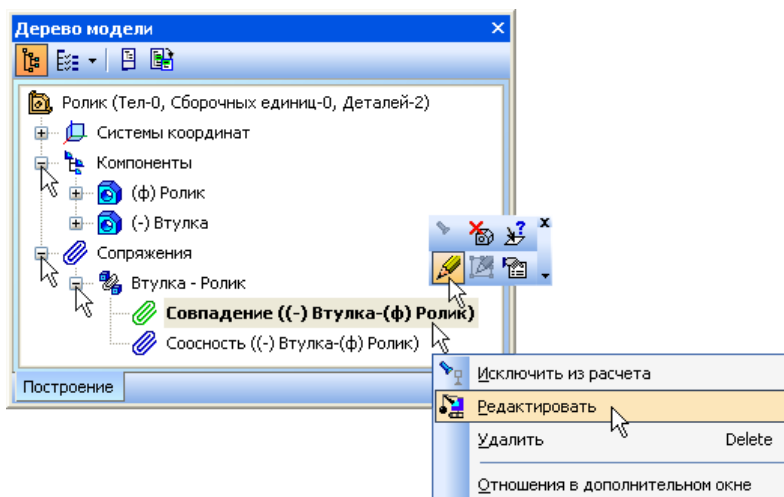 Дерево модели
Ролик (Тел-0, Сборочных единиц-0, Деталей-2)
Системы координат
Компоненты
(ф) Ролик
(-) Втулка
Сопряжения
Втулка - Ролик
Совпадение ((-) Втулка-(ф) Ролик)
Соосность ((-) Втулка-(ф) Ролик)
Построение
Исключить из расчета
Редактировать
Удалить Delete
Отношения в дополнительном окне